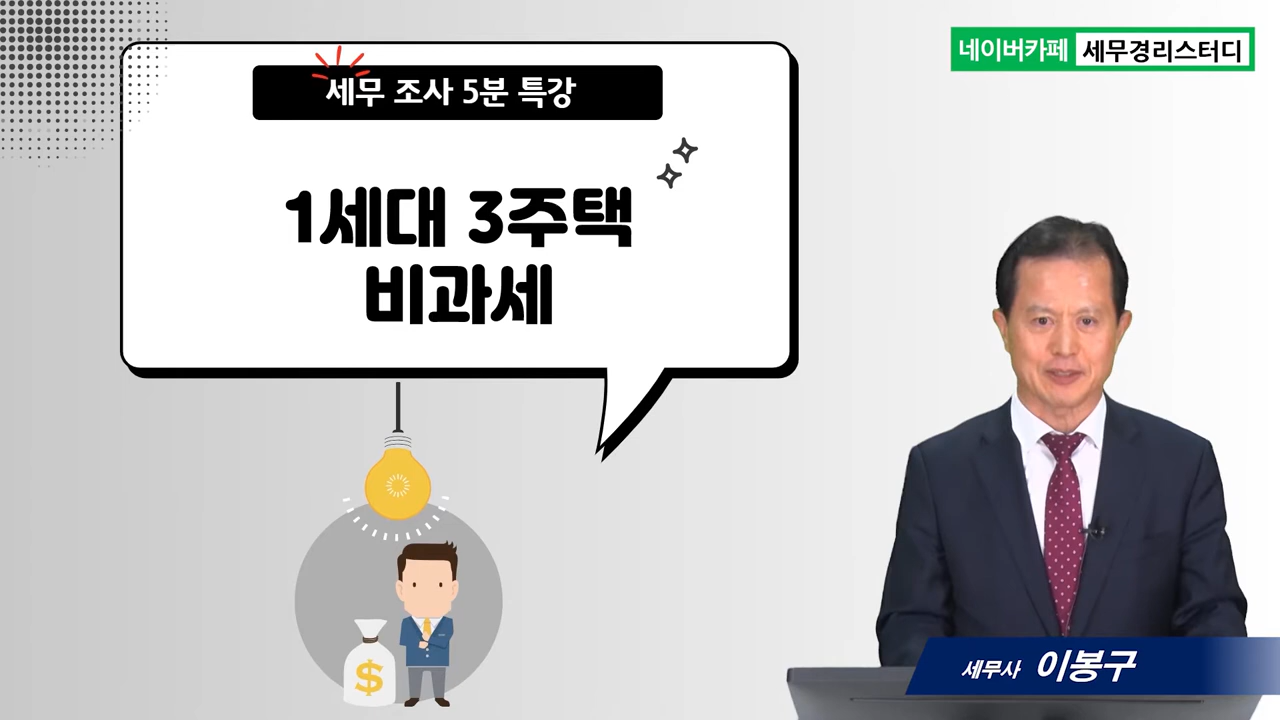 네이버카페 세무경리스터디
세무 조사 5분 특강
1세대 3주택
비과세
$
세무사 이봉구